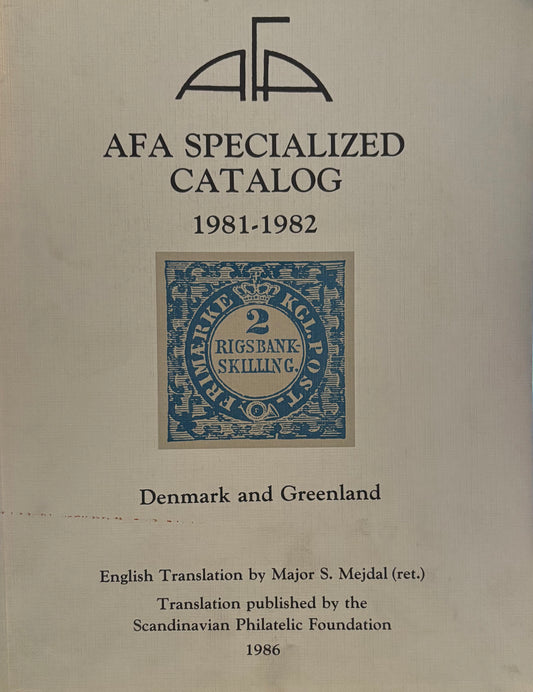 AFA
AFA SPECIALIZED
CATALOG
1981-1982
FRIMÆRKE KGL. POST-
2
RIGSBANK-
SKILLING.
Denmark and Greenland
English Translation by Major S. Mejdal (ret.)
Translation published by the
Scandinavian Philatelic Foundation
1986